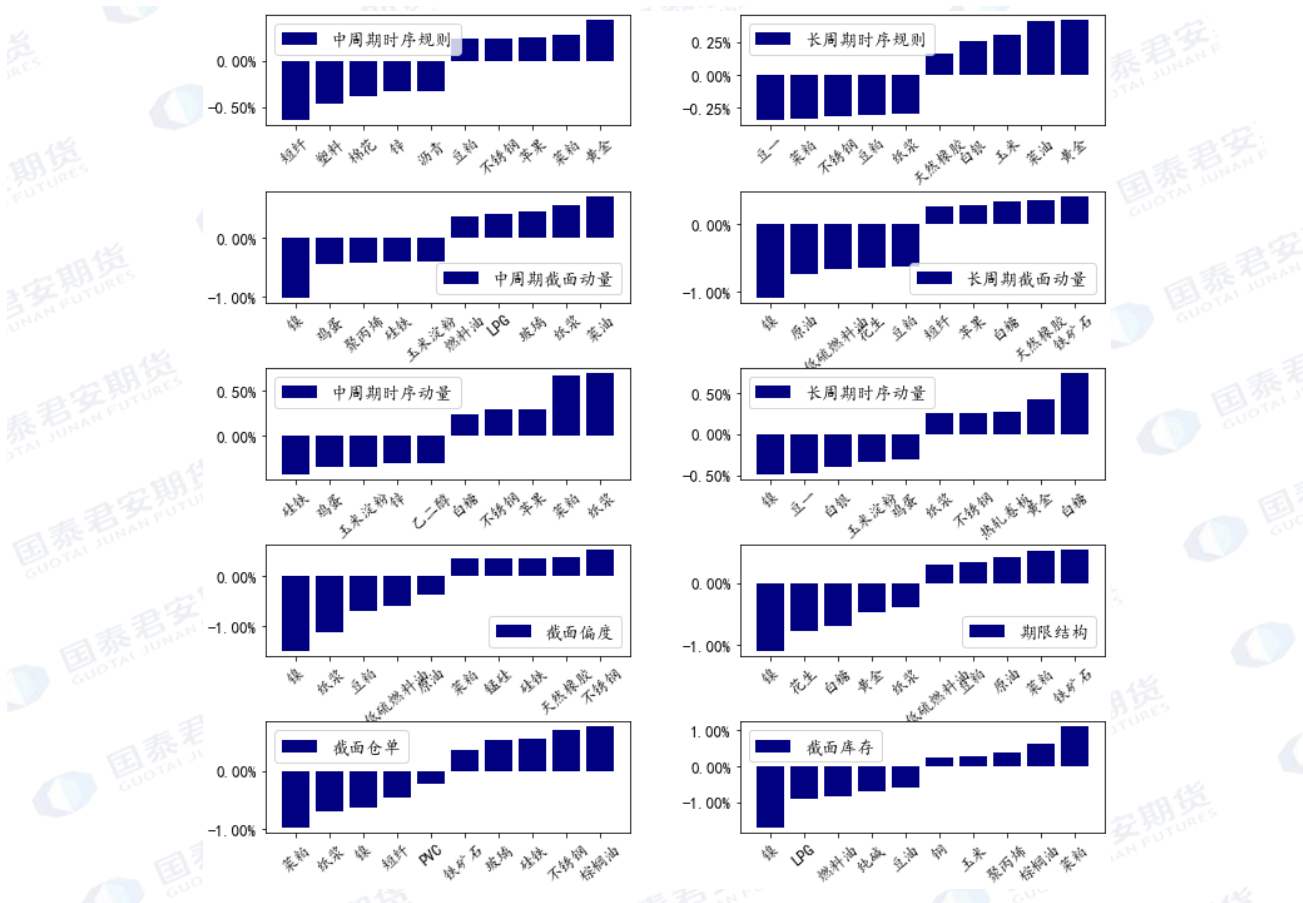 中周期时序规则
0.00%
−0.50%
短纤 塑料 棉花 锌 沥青 豆粕 不锈钢 苹果 菜粕 黄金
长周期时序规则
0.25%
0.00%
−0.25%
豆一 菜粕 不锈钢 豆粕 纸浆 天然橡胶 白银 玉米 菜油 黄金
中周期截面动量
0.00%
−1.00%
镍 鸡蛋 聚丙烯 硅铁 玉米淀粉 燃料油 LPG 玻璃 纸浆 菜油
长周期截面动量
0.00%
−1.00%
镍 原油 低硫燃料油 花生 豆粕 短纤 苹果 白糖 天然橡胶 铁矿石
中周期时序动量
0.50%
0.00%
硅铁 鸡蛋 玉米淀粉 锌 乙二醇 白糖 不锈钢 苹果 菜粕 纸浆
长周期时序动量
0.50%
0.00%
−0.50%
镍 豆一 白银 玉米淀粉 鸡蛋 纸浆 不锈钢 热轧卷板 黄金 白糖
截面偏度
0.00%
−1.00%
镍 纸浆 豆粕 低硫燃料油 原油 菜粕 锰硅 硅铁 天然橡胶 不锈钢
期限结构
0.00%
−1.00%
镍 花生 白糖 黄金 纸浆 低硫燃料油 豆粕 原油 菜粕 铁矿石
截面仓单
0.00%
−1.00%
菜粕 纸浆 镍 短纤 PVC 铁矿石 玻璃 硅铁 不锈钢 棕榈油
截面库存
1.00%
0.00%
−1.00%
镍 LPG 燃料油 纯碱 豆油 铜 玉米 聚丙烯 棕榈油 菜粕
国泰君安期货
GUOTAI JUNAN FUTURES